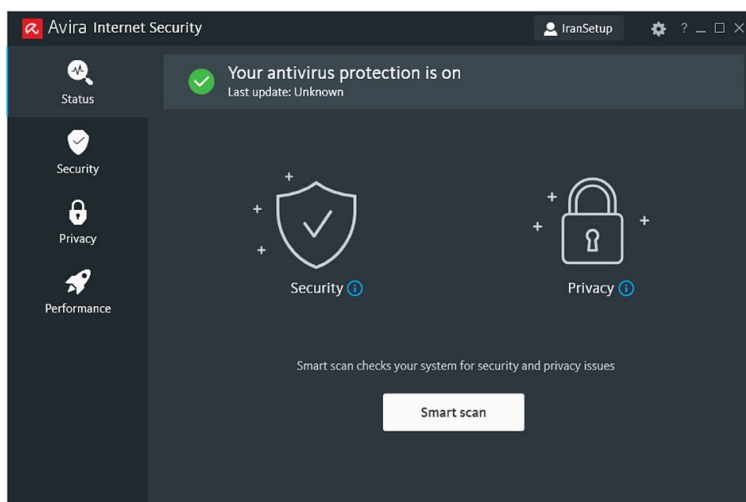 Avira Internet Security
IranSetup
?
Status
Your antivirus protection is on
Last update: Unknown
Security
Privacy
Performance
Security
Privacy
Smart scan checks your system for security and privacy issues
Smart scan